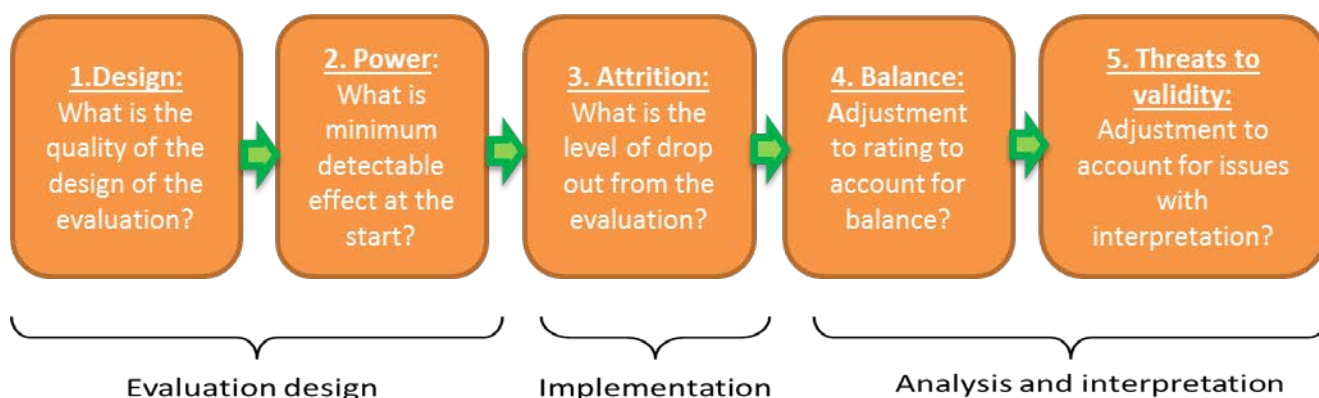 1.Design:
What is the
quality of the
design of the
evaluation?
2. Power:
What is
minimum
detectable
effect at the
start?
3. Attrition:
What is the
level of drop
out from the
evaluation?
4. Balance:
Adjustment
to rating to
account for
balance?
5. Threats to
validity:
Adjustment to
account for issues
with
interpretation?
Evaluation design
Implementation
Analysis and interpretation